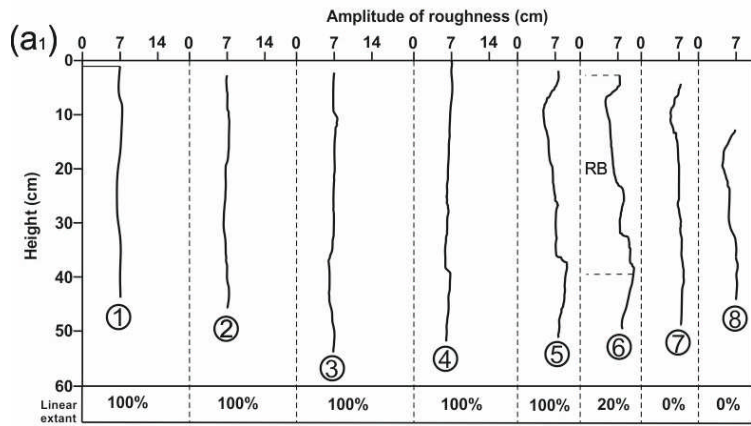 Amplitude of roughness (cm)
(a₁)
0 7 14 0 7 14 0 7 14 0 7 14 0 7 0 7 0 7 0 7
Height (cm)
0
10
20
30
40
50
60
RB
① ② ③ ④ ⑤ ⑥ ⑦ ⑧
Linear
extant
100% 100% 100% 100% 100% 20% 0% 0%